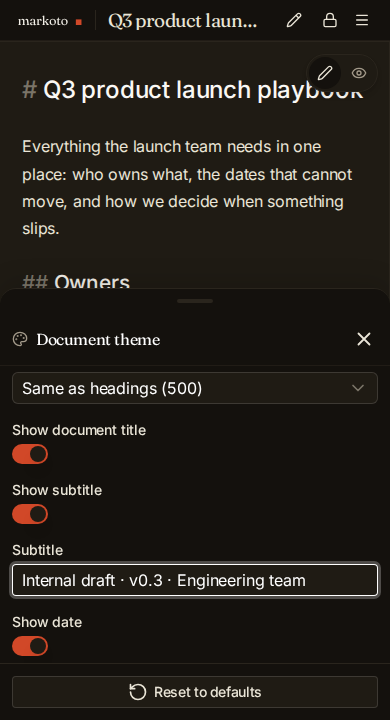 markoto
Q3 product laun...
# Q3 product launch playbook
Everything the launch team needs in one
place: who owns what, the dates that cannot
move, and how we decide when something
slips.
## Owners
Document theme
Same as headings (500)
Show document title
Show subtitle
Subtitle
Internal draft · v0.3 · Engineering team
Show date
Reset to defaults